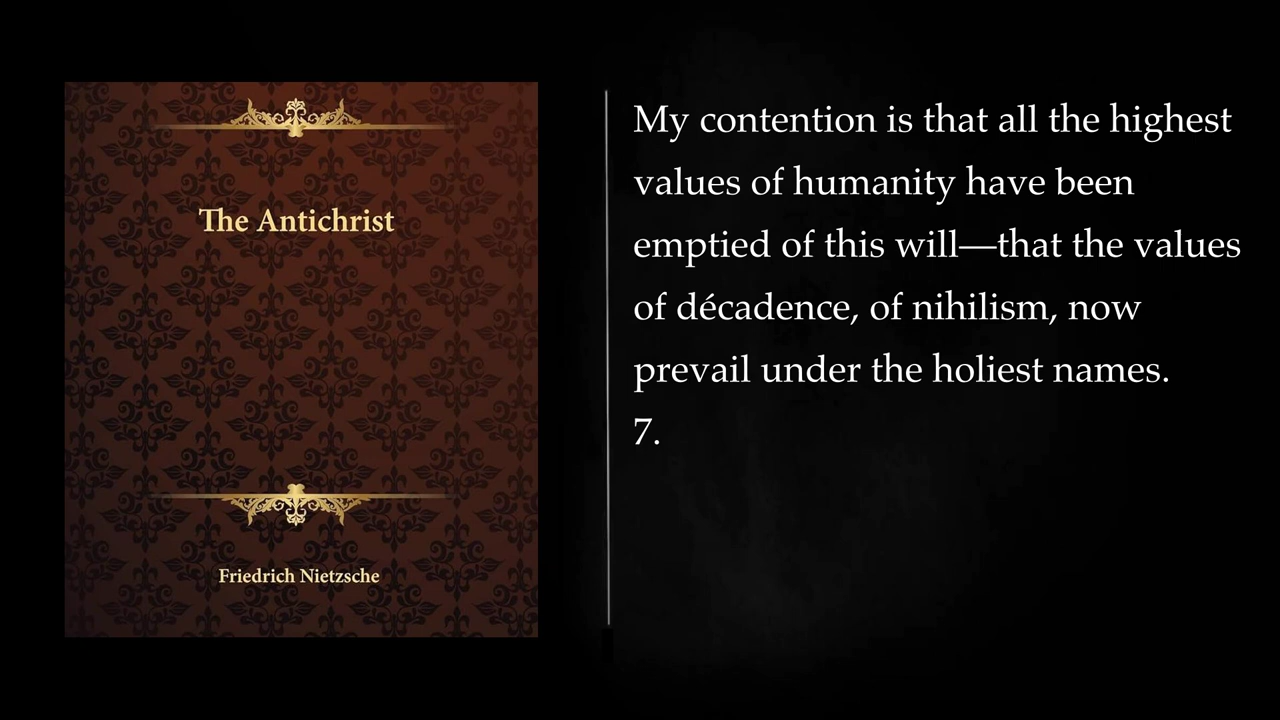 The Antichrist
Friedrich Nietzsche
My contention is that all the highest
values of humanity have been
emptied of this will—that the values
of décadence, of nihilism, now
prevail under the holiest names.
7.